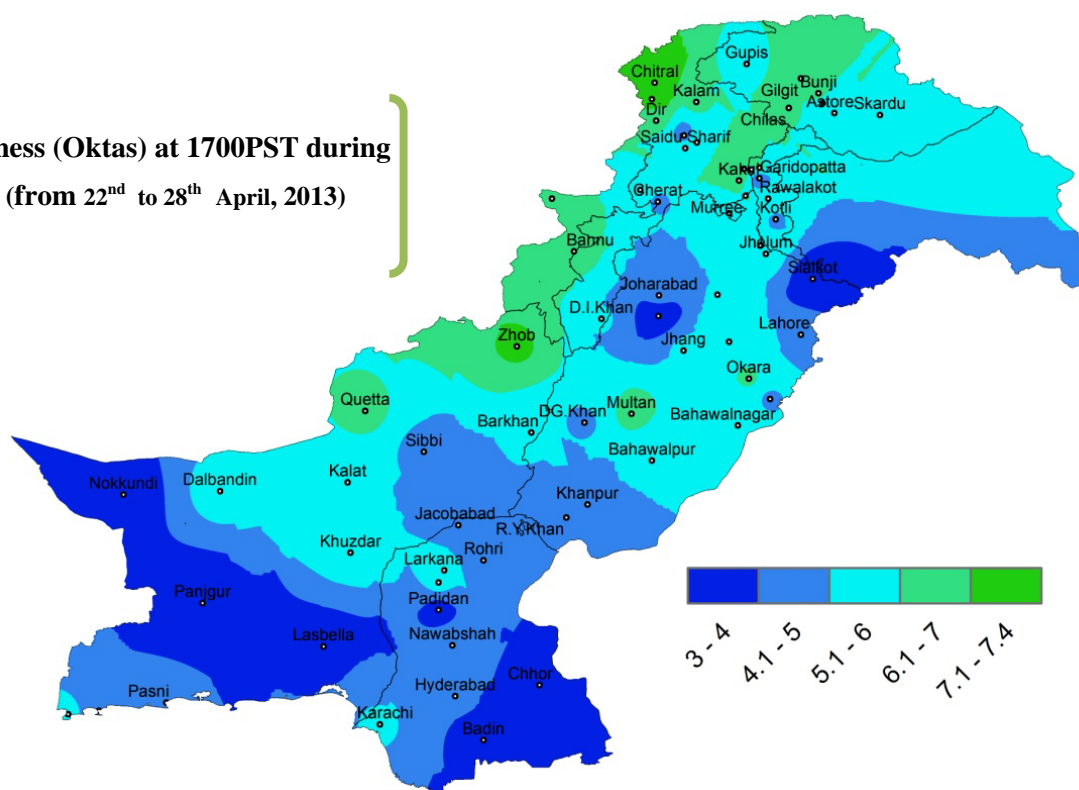 ness (Oktas) at 1700PST during
(from 22nd to 28th April, 2013)
Gupis
Chitral
Bunji
Kalam
Gilgit
Astore Skardu
Dir
Chilas
Saidu Sharif
Kakul
Garidopatta
Cherat
Rawalakot
Murree
Kotli
Bannu
Jhelum
Sialkot
Joharabad
D.I.Khan
Lahore
Zhob
Jhang
Okara
Quetta
Multan
D.G.Khan
Bahawalnagar
Barkhan
Sibbi
Bahawalpur
Kalat
Nokkundi
Dalbandin
Khanpur
Jacobabad
R.Y.Khan
Khuzdar
Rohri
Larkana
Panjgur
Padidan
Lasbella
Nawabshah
Chhor
Pasni
Hyderabad
Karachi
Badin
3 - 4
4.1 - 5
5.1 - 6
6.1 - 7
7.1 - 7.4